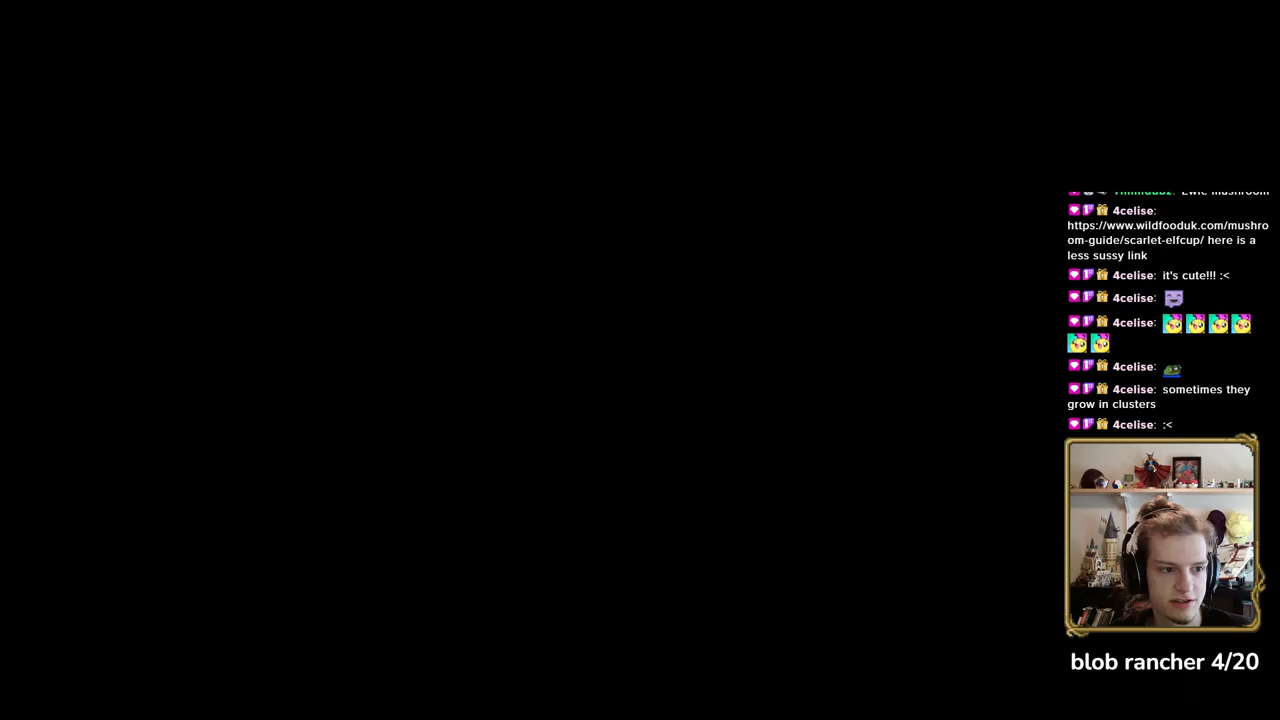 4celise:
https://www.wildfooduk.com/mushro
om-guide/scarlet-elfcup/ here is a
less sussy link
4celise: it's cute!!! :<
4celise:
4celise:
4celise:
4celise: sometimes they
grow in clusters
4celise: :<
blob rancher 4/20